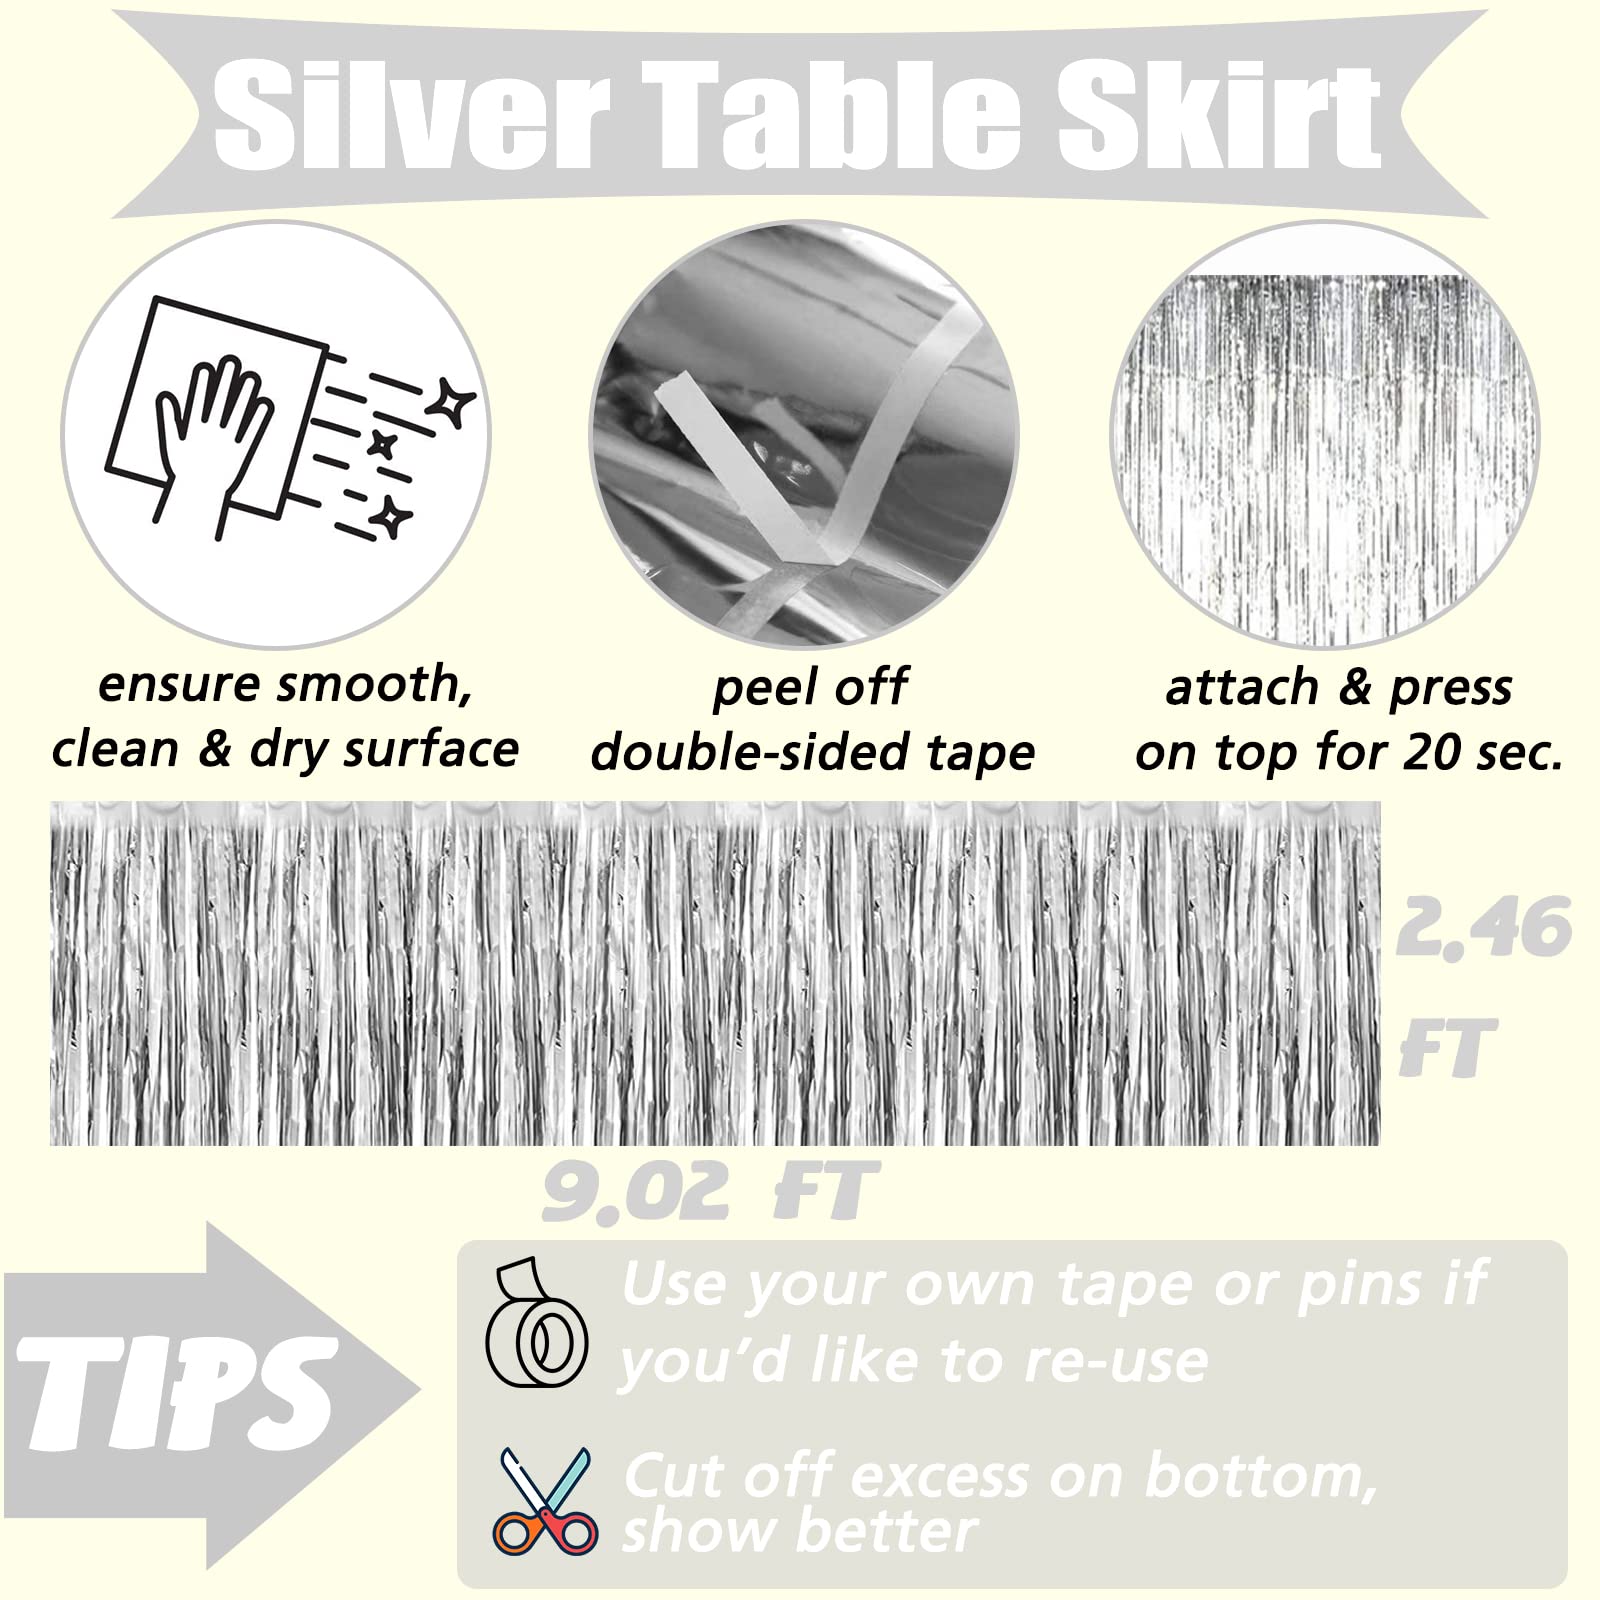 Silver Table Skirt
ensure smooth,
clean & dry surface
peel off
double-sided tape
attach & press
on top for 20 sec.
2.46
FT
9.02 FT
TIPS
Use your own tape or pins if
you’d like to re-use
Cut off excess on bottom,
show better